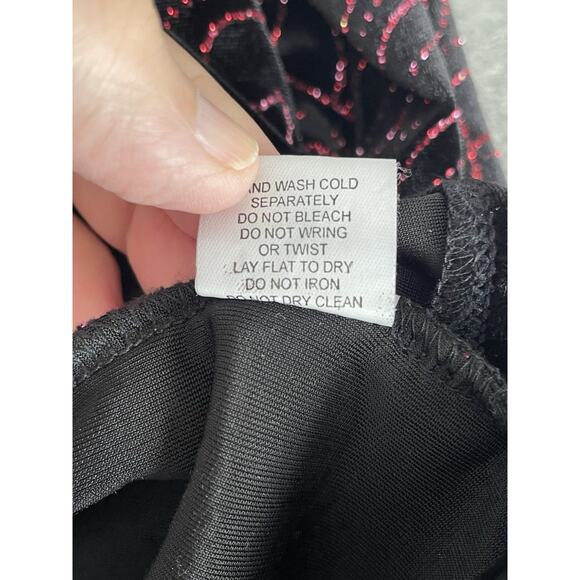 AND WASH COLD
SEPARATELY
DO NOT BLEACH
DO NOT WRING
OR TWIST
LAY FLAT TO DRY
DO NOT IRON
DO NOT DRY CLEAN